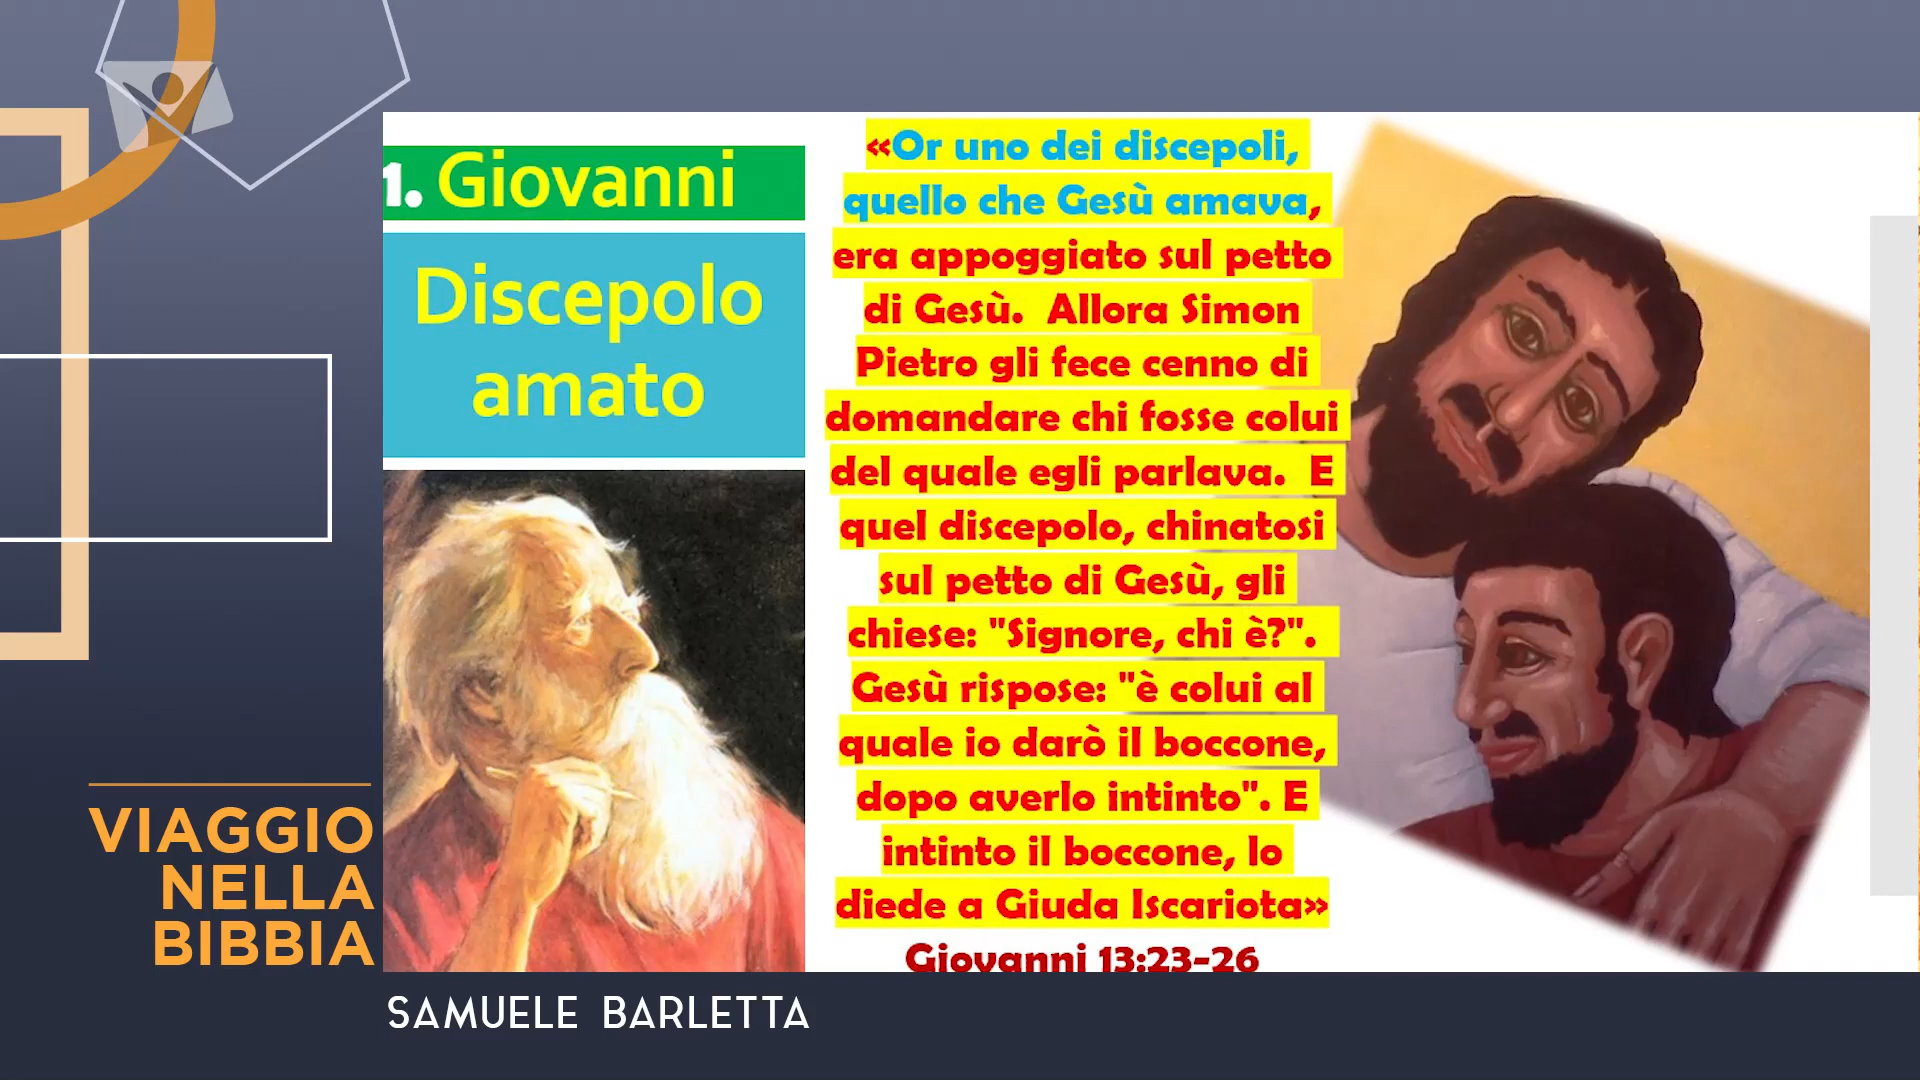 1. Giovanni
Discepolo
amato
«Or uno dei discepoli,
quello che Gesù amava,
era appoggiato sul petto
di Gesù. Allora Simon
Pietro gli fece cenno di
domandare chi fosse colui
del quale egli parlava. E
quel discepolo, chinatosi
sul petto di Gesù, gli
chiese: "Signore, chi è?".
Gesù rispose: "è colui al
quale io darò il boccone,
dopo averlo intinto". E
intinto il boccone, lo
diede a Giuda Iscariota»
Giovanni 13:23-26
VIAGGIO
NELLA
BIBBIA
SAMUELE BARLETTA